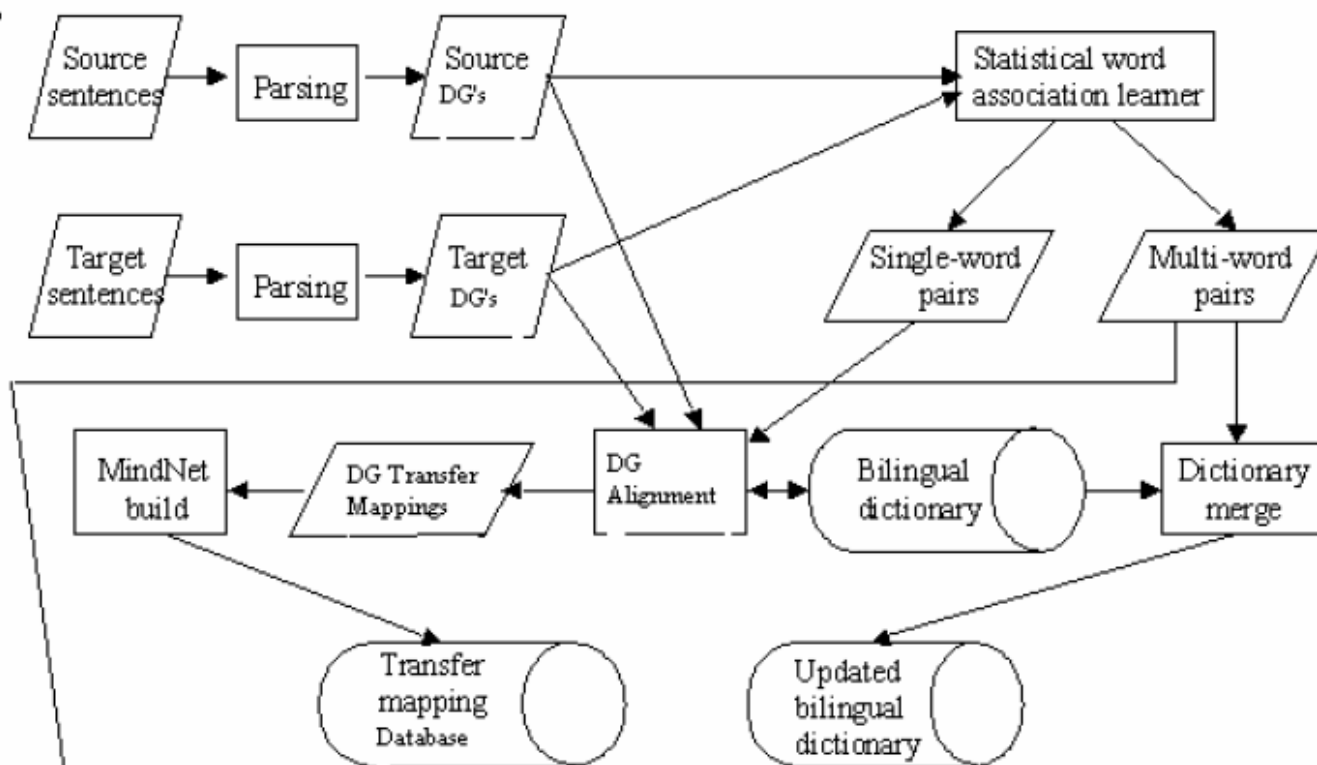 Source
sentences
Parsing
Source
DG's
Statistical word
association learner
Target
sentences
Parsing
Target
DG's
Single-word
pairs
Multi-word
pairs
MindNet
build
DG Transfer
Mappings
DG
Alignment
Bilingual
dictionary
Dictionary
merge
Transfer
mapping
Database
Updated
bilingual
dictionary